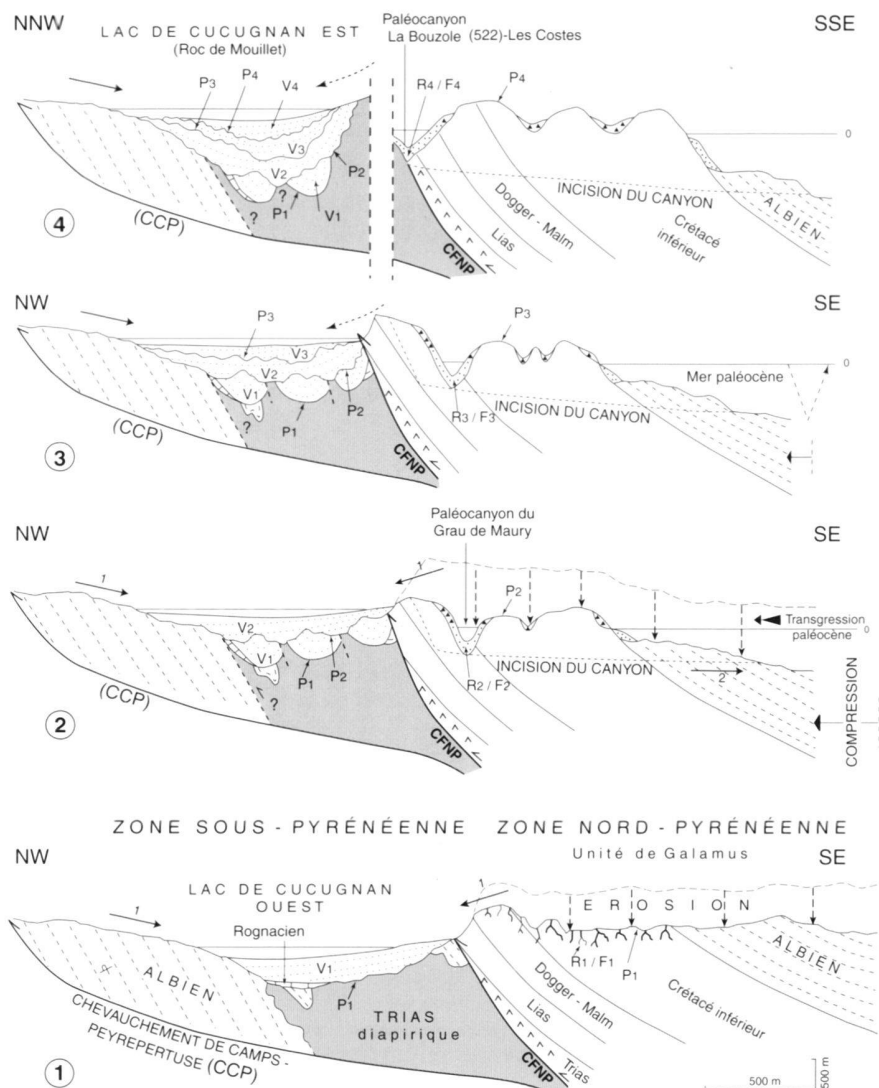 NNW
LAC DE CUCUGNAN EST
(Roc de Mouillet)
Paléocanyon
La Bouzole (522)-Les Costes
SSE
P3
P4
V4
R4 / F4
P4
V3
0
V2
P2
?
?
P1
V1
(CCP)
4
CFNP
Lias
Dogger - Malm
INCISION DU CANYON
Crétacé
inférieur
ALBIEN
NW
SE
P3
P3
V3
V2
V1
P2
P1
?
0
Mer paléocène
R3 / F3
INCISION DU CANYON
(CCP)
3
CFNP
NW
Paléocanyon du
Grau de Maury
SE
1
1
P2
Transgression
paléocène
0
V2
V1
P1
P2
?
R2 / F2
INCISION DU CANYON
2
(CCP)
2
CFNP
COMPRESSION
ZONE SOUS - PYRÉNÉENNE
ZONE NORD - PYRÉNÉENNE
Unité de Galamus
NW
SE
1
1
LAC DE CUCUGNAN
OUEST
EROSION
Rognacien
V1
P1
R1 / F1
P1
ALBIEN
ALBIEN
TRIAS
diapirique
Dogger - Malm
Lias
Trias
Crétacé inférieur
CHEVAUCHEMENT DE CAMPS -
PEYREPERTUSE (CCP)
CFNP
1
500 m
500 m